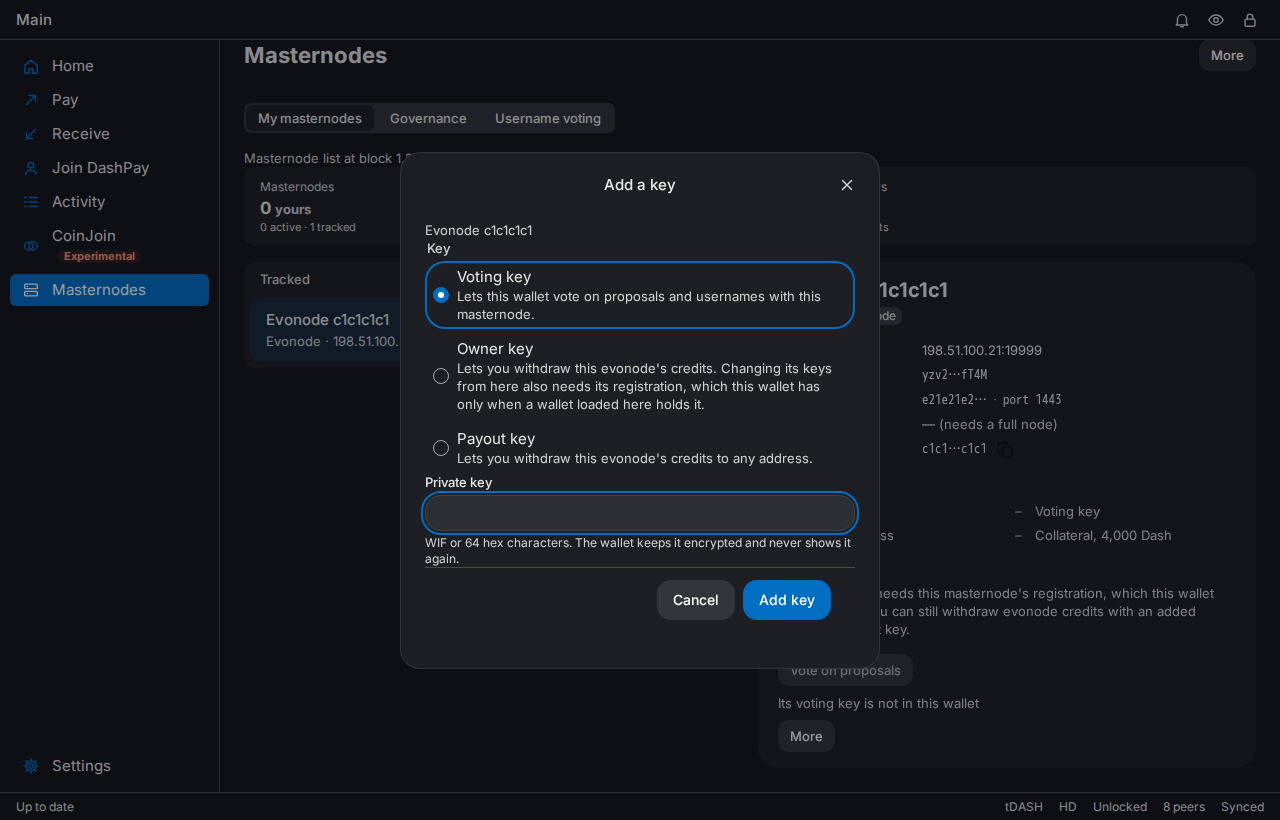 Main
Home
Pay
Receive
Join DashPay
Activity
CoinJoin
Experimental
Masternodes
Settings
Masternodes
More
My masternodes
Governance
Username voting
Masternode list at block
Masternodes
0 yours
0 active · 1 tracked
Tracked
Evonode c1c1c1c1
Evonode · 198.51.100.
Add a key
Evonode c1c1c1c1
Key
Voting key
Lets this wallet vote on proposals and usernames with this
masternode.
Owner key
Lets you withdraw this evonode's credits. Changing its keys
from here also needs its registration, which this wallet has
only when a wallet loaded here holds it.
Payout key
Lets you withdraw this evonode's credits to any address.
Private key
WIF or 64 hex characters. The wallet keeps it encrypted and never shows it
again.
Cancel
Add key
198.51.100.21:19999
yzv2⋯fT4M
e21e21e2⋯ · port 1443
— (needs a full node)
c1c1⋯c1c1
– Voting key
– Collateral, 4,000 Dash
needs this masternode's registration, which this wallet
can still withdraw evonode credits with an added
key.
Vote on proposals
Its voting key is not in this wallet
More
Up to date
tDASH
HD
Unlocked
8 peers
Synced